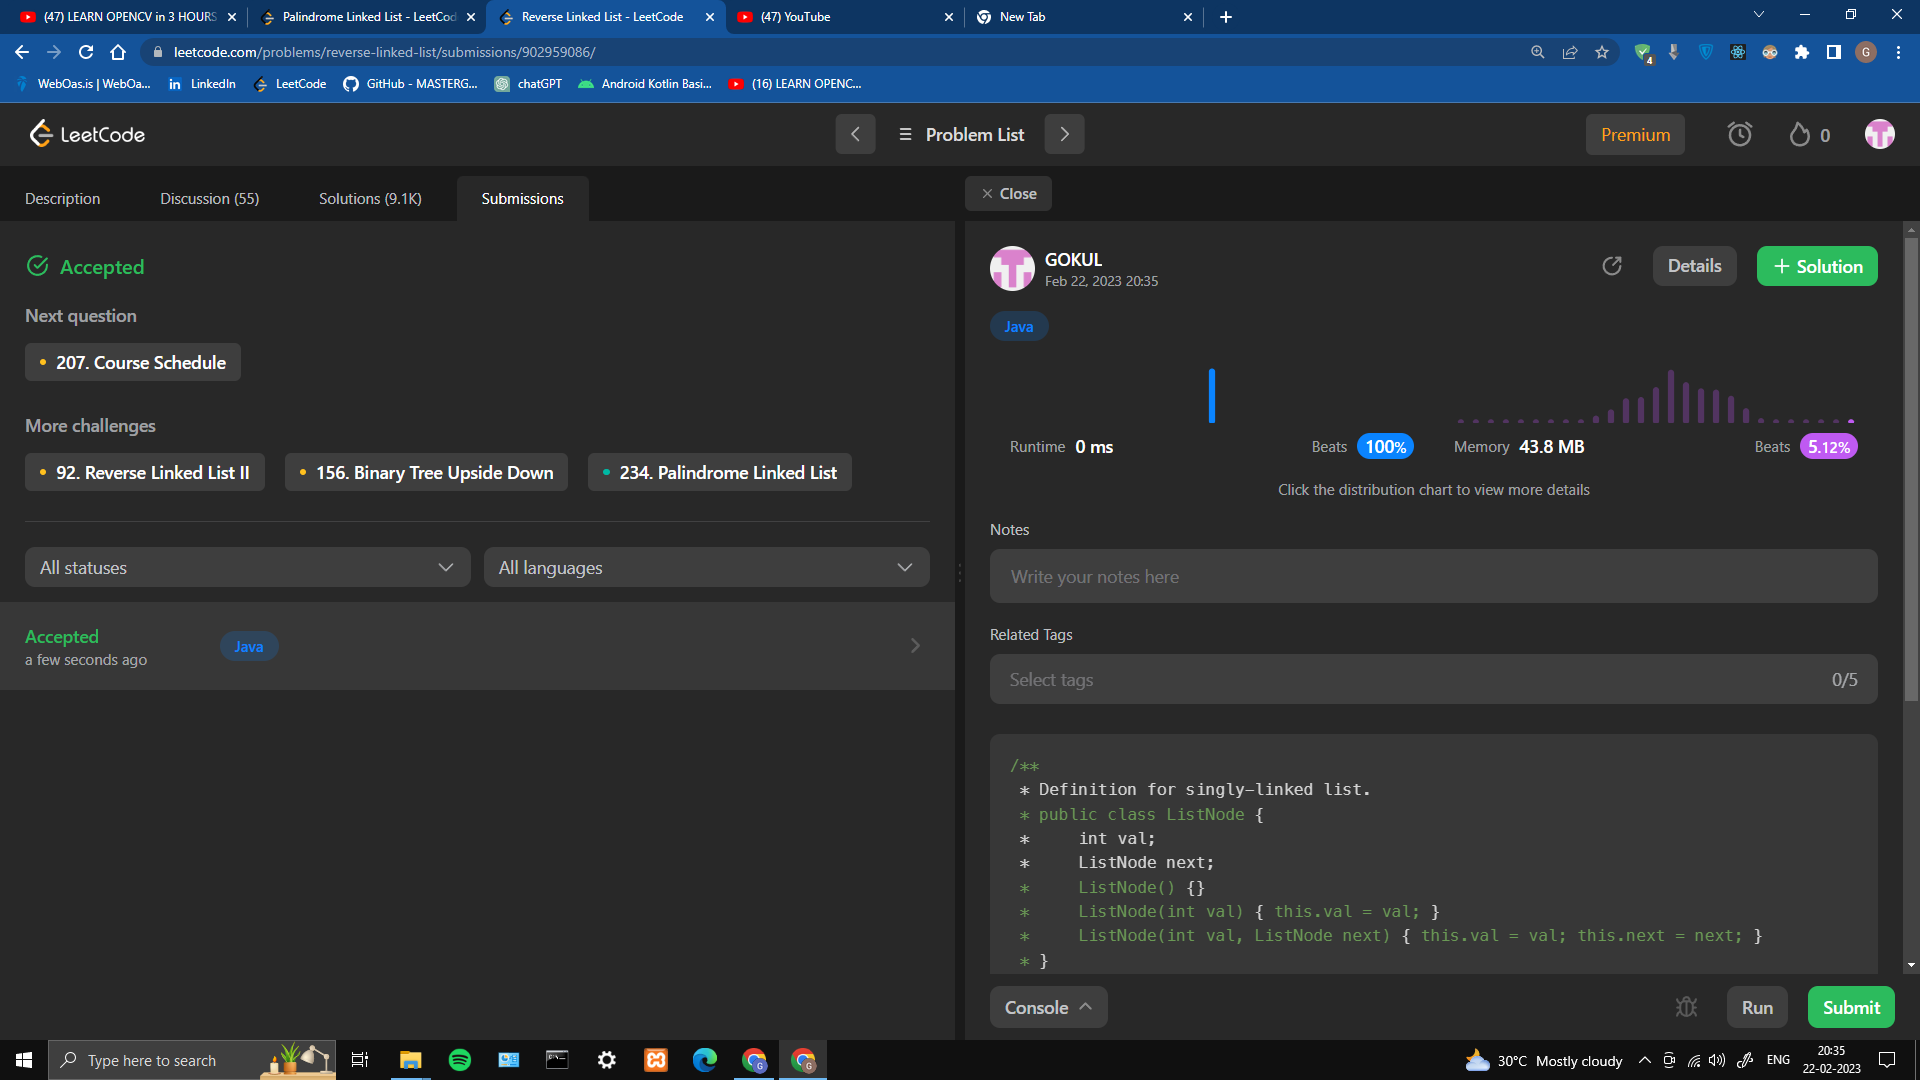 (47) LEARN OPENCV in 3 HOURS
Palindrome Linked List - LeetCod
Reverse Linked List - LeetCode
(47) YouTube
New Tab
leetcode.com/problems/reverse-linked-list/submissions/902959086/
4
G
WebOas.is | WebOa...
LinkedIn
LeetCode
GitHub - MASTERG...
chatGPT
Android Kotlin Basi...
(16) LEARN OPENC...
LeetCode
Problem List
Premium
0
Description
Discussion (55)
Solutions (9.1K)
Submissions
Close
Accepted
Next question
207. Course Schedule
More challenges
92. Reverse Linked List II
156. Binary Tree Upside Down
234. Palindrome Linked List
All statuses
All languages
Accepted
a few seconds ago
Java
GOKUL
Feb 22, 2023 20:35
Details
+ Solution
Java
Runtime 0 ms
Beats 100%
Memory 43.8 MB
Beats 5.12%
Click the distribution chart to view more details
Notes
Write your notes here
Related Tags
Select tags
0/5
/**
* Definition for singly-linked list.
* public class ListNode {
*     int val;
*     ListNode next;
*     ListNode() {}
*     ListNode(int val) { this.val = val; }
*     ListNode(int val, ListNode next) { this.val = val; this.next = next; }
* }
Console
Run
Submit
Type here to search
30°C Mostly cloudy
ENG
20:35
22-02-2023